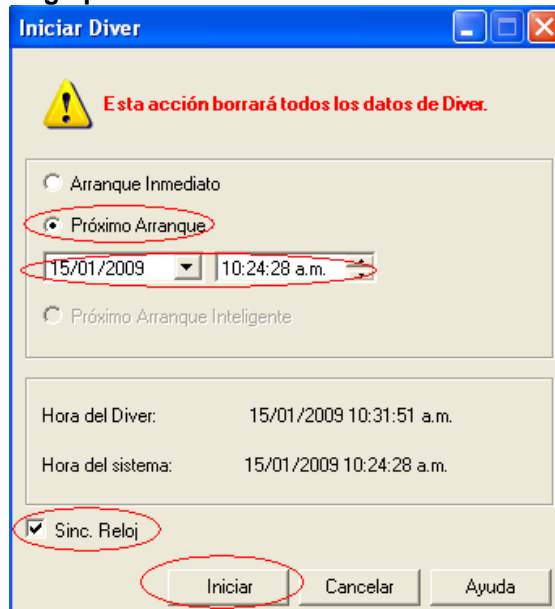 Iniciar Diver
Esta acción borrará todos los datos de Diver.
Arranque Inmediato
Próximo Arranque
15/01/2009 10:24:28 a.m.
Próximo Arranque Inteligente
Hora del Diver: 15/01/2009 10:31:51 a.m.
Hora del sistema: 15/01/2009 10:24:28 a.m.
Sinc. Reloj
Iniciar Cancelar Ayuda